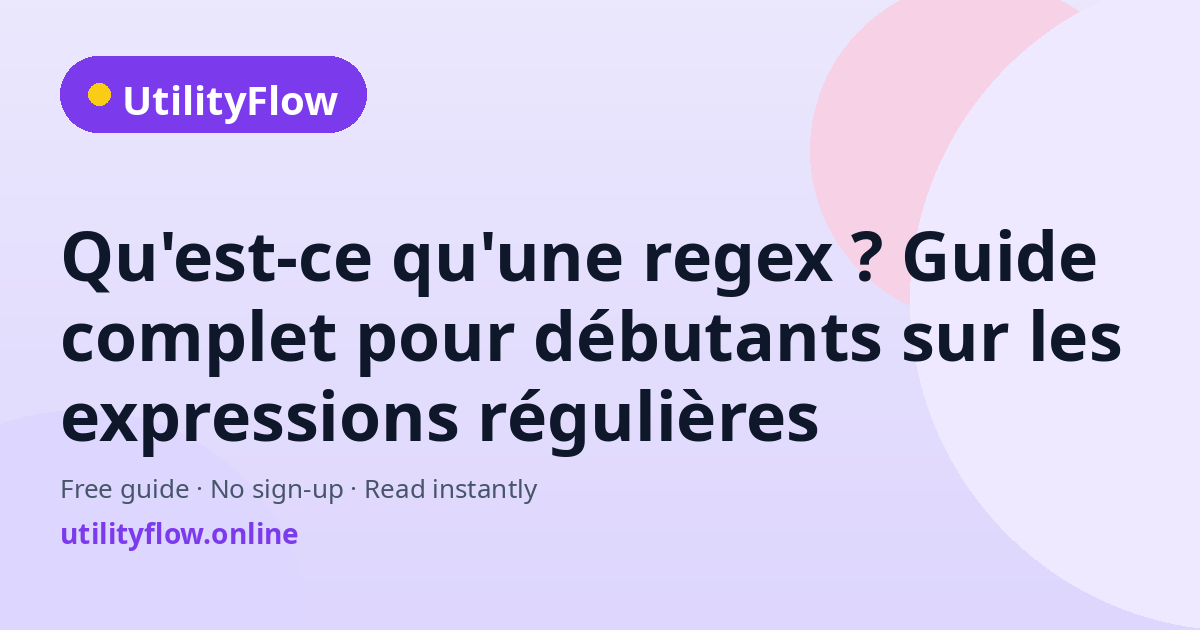 UtilityFlow
Qu'est-ce qu'une regex ? Guide
complet pour débutants sur les
expressions régulières
Free guide · No sign-up · Read instantly
utilityflow.online